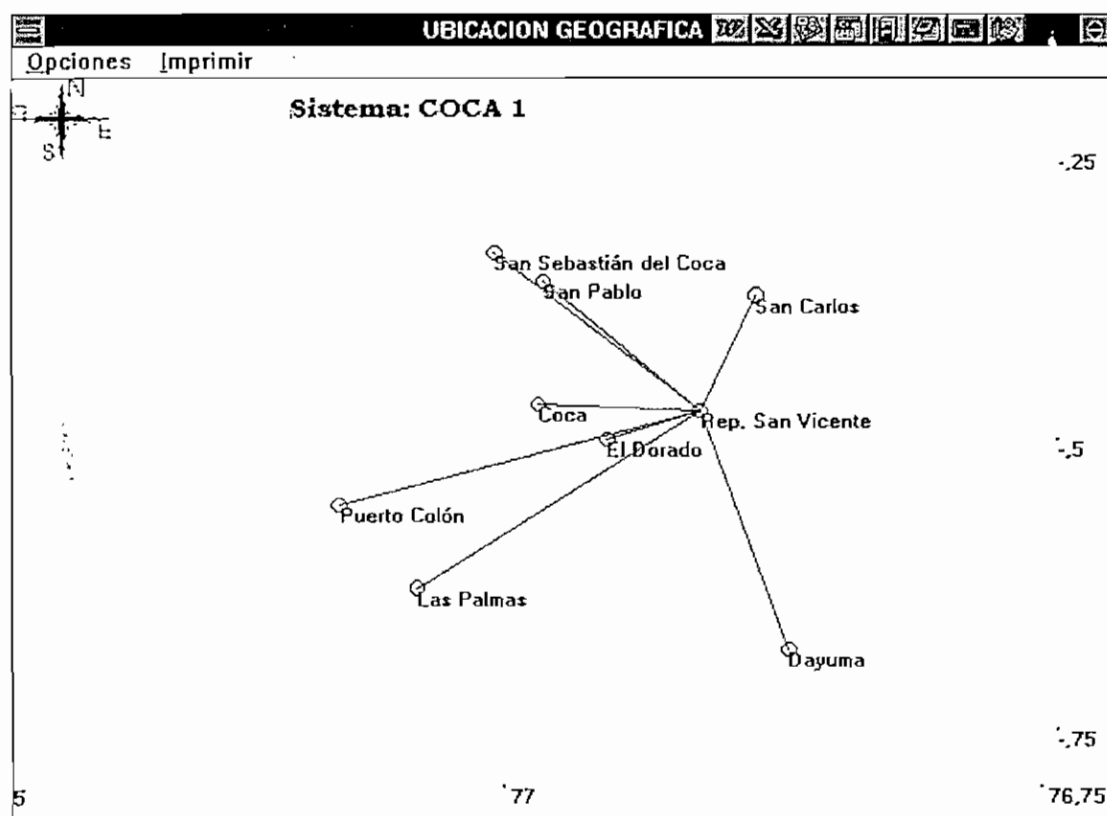 UBICACION GEOGRAFICA
Opciones Imprimir
N
E
S
Sistema: COCA 1
-,25
San Sebastián del Coca
San Pablo
San Carlos
Coca
Rep. San Vicente
El Dorado
-,5
Puerto Colón
Las Palmas
Dayuma
-,75
5
77
76,75